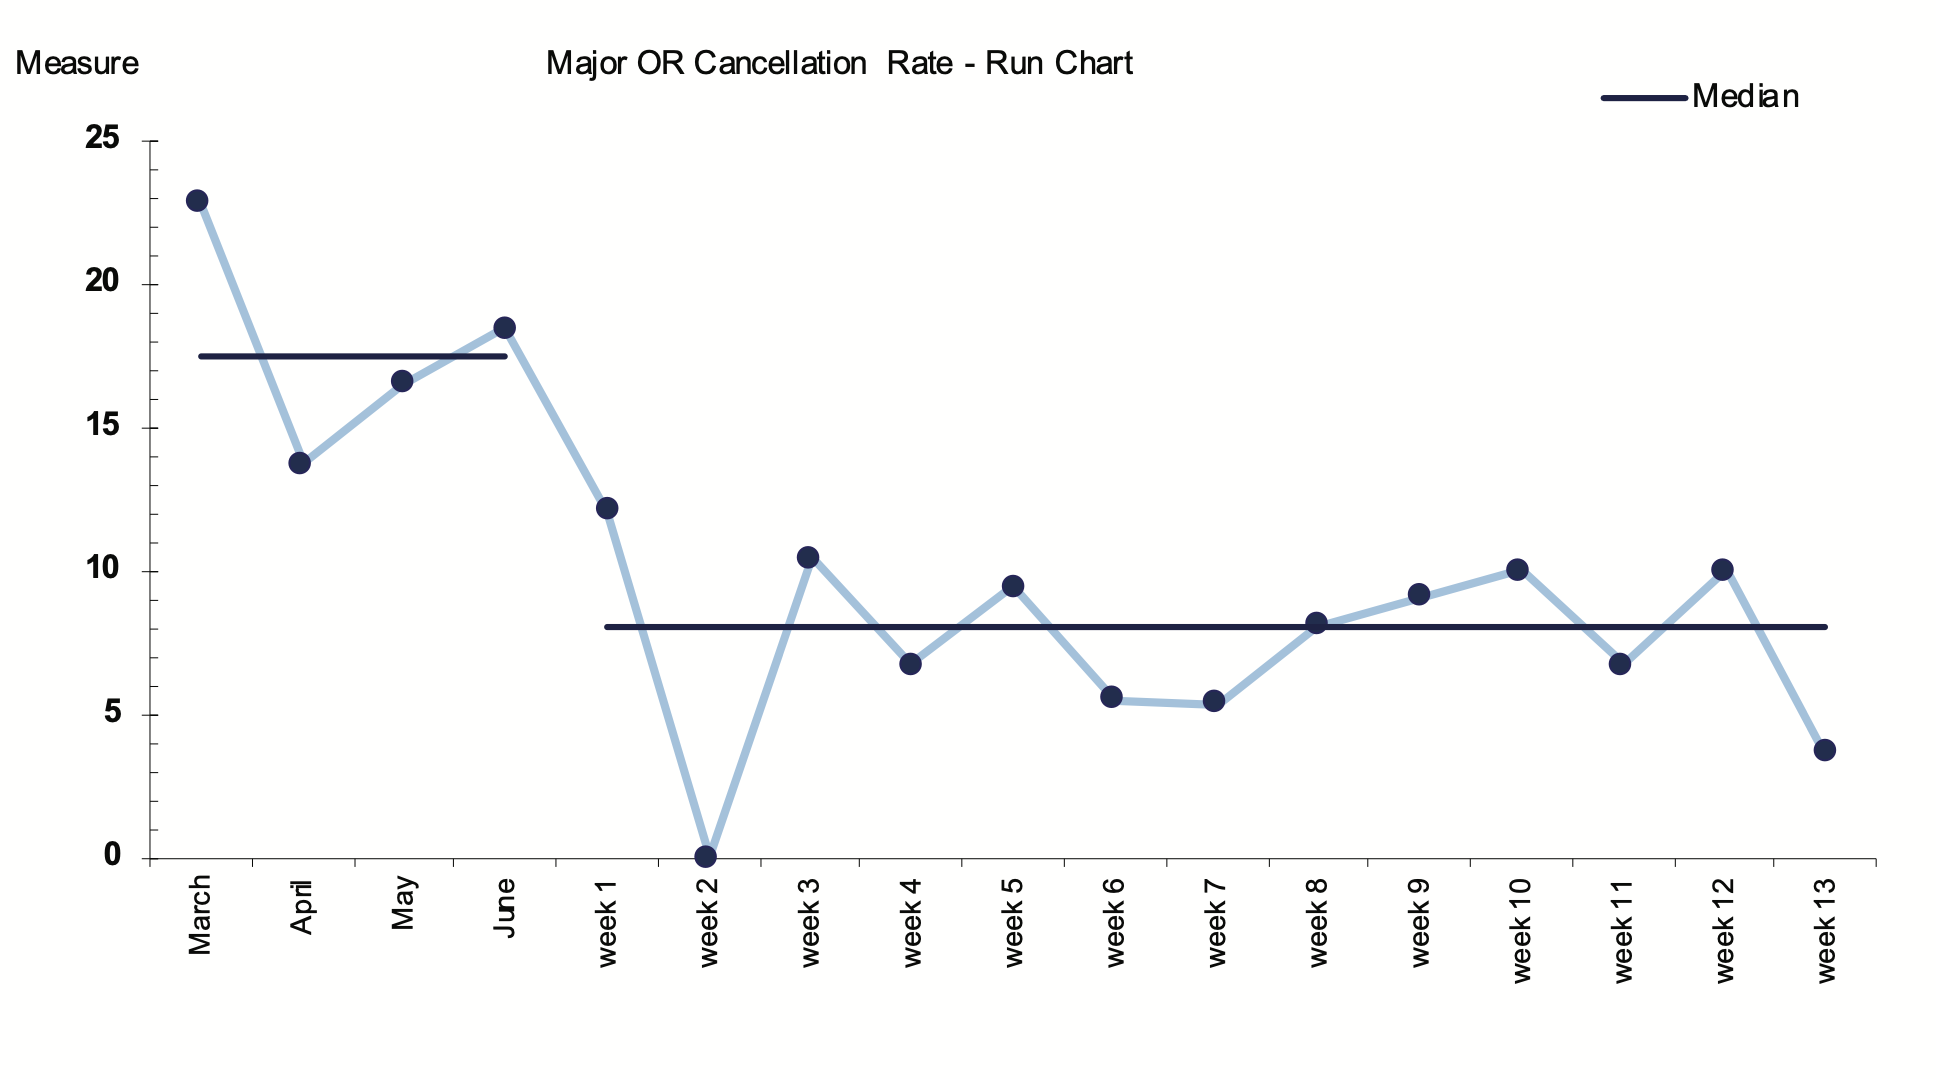 Measure
Major OR Cancellation Rate - Run Chart
Median
25
20
15
10
5
0
March
April
May
June
week 1
week 2
week 3
week 4
week 5
week 6
week 7
week 8
week 9
week 10
week 11
week 12
week 13